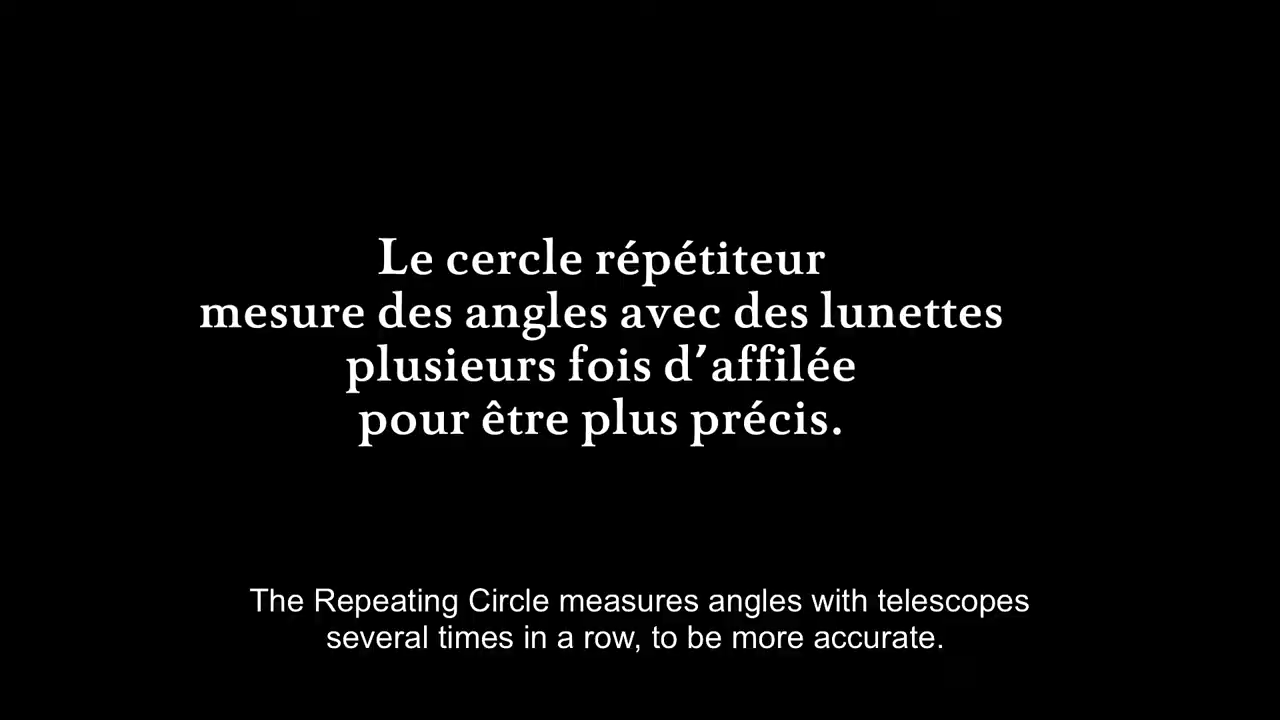 Le cercle répétiteur
mesure des angles avec des lunettes
plusieurs fois d’affilée
pour être plus précis.
The Repeating Circle measures angles with telescopes
several times in a row, to be more accurate.